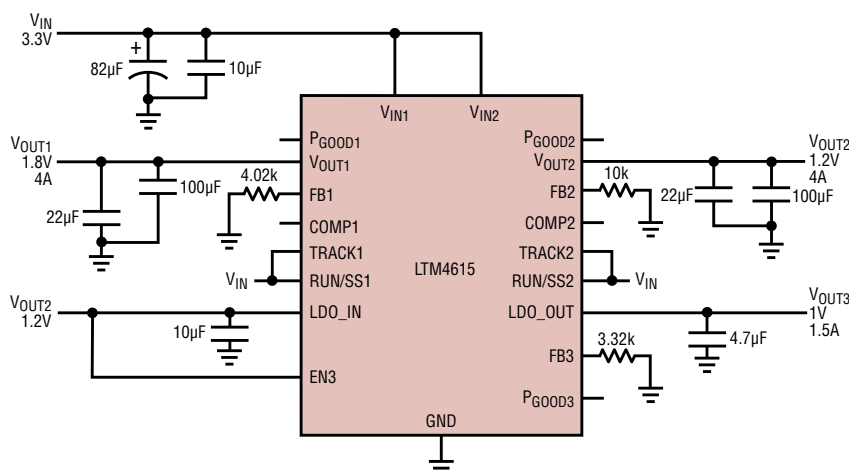 VIN
3.3V
+
82µF
10µF
VIN1
VIN2
PGOOD1
PGOOD2
VOUT1
1.8V
4A
VOUT1
VOUT2
VOUT2
1.2V
4A
22µF
100µF
4.02k
FB1
FB2
10k
22µF
100µF
COMP1
COMP2
TRACK1
TRACK2
VIN
RUN/SS1
LTM4615
RUN/SS2
VIN
VOUT2
1.2V
LDO_IN
LDO_OUT
VOUT3
1V
1.5A
10µF
4.7µF
3.32k
FB3
EN3
PGOOD3
GND